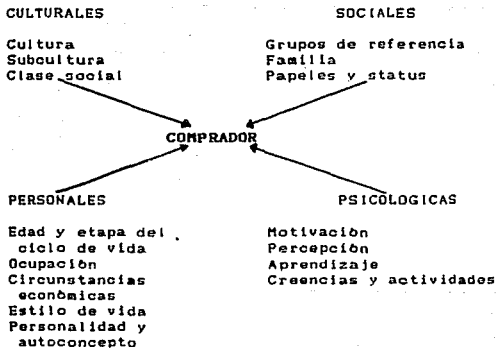 CULTURALES
Cultura
Subcultura
Clase social
SOCIALES
Grupos de referencia
Familia
Papeles y status
COMPRADOR
PERSONALES
Edad y etapa del
ciclo de vida
Ocupación
Circunstancias
económicas
Estilo de vida
Personalidad y
autoconcepto
PSICOLOGICAS
Motivación
Percepción
Aprendizaje
Creencias y actividades